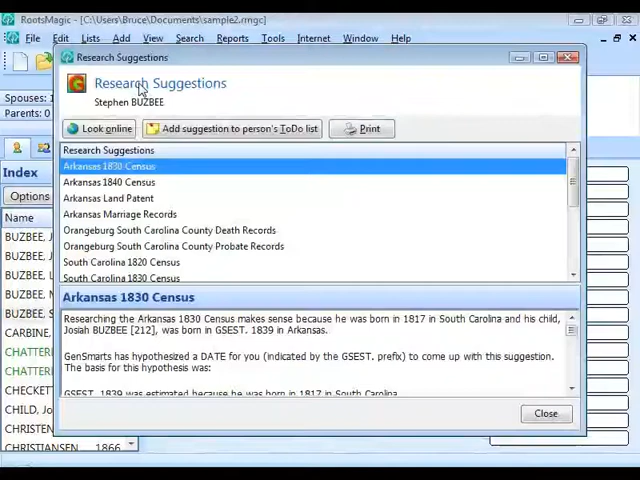 RootsMagic - [C:\Users\Bruce\Documents\sample2.rmgc]
File Edit Lists Add View Search Reports Tools Internet Window Help
Research Suggestions
Research Suggestions
Stephen BUZBEE
Spouses: 1
Parents: 0
Look online
Add suggestion to person's ToDo list
Print
Research Suggestions
Arkansas 1830 Census
Arkansas 1840 Census
Arkansas Land Patent
Arkansas Marriage Records
Orangeburg South Carolina County Death Records
Orangeburg South Carolina County Probate Records
South Carolina 1820 Census
South Carolina 1830 Census
Arkansas 1830 Census
Researching the Arkansas 1830 Census makes sense because he was born in 1817 in South Carolina and his child,
Josiah BUZBEE [212], was born in GSEST. 1839 in Arkansas.
GenSmarts has hypothesized a DATE for you (indicated by the GSEST. prefix) to come up with this suggestion.
The basis for this hypothesis was:
GSEST. 1839 was estimated because he was born in 1817 in South Carolina
Close
Index
Options
Name
BUZBEE, J
BUZBEE,
BUZBEE,
BUZBEE, N
BUZBEE, S
CARBINE,
CHATTER
CHATTER
CHECKETT
CHILD, Jo
CHRISTEN
CHRISTIANSEN, 1866